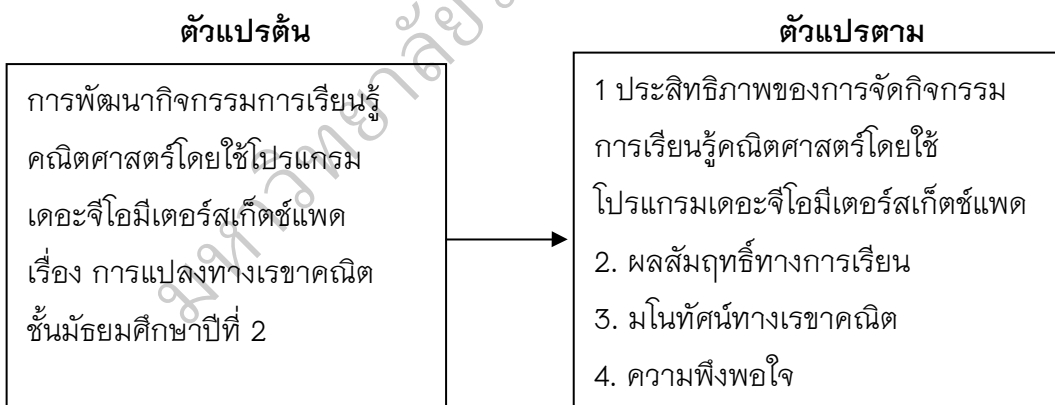 ตัวแปรต้น
การพัฒนากิจกรรมการเรียนรู้
คณิตศาสตร์โดยใช้โปรแกรม
เดอะจีโอมีเตอร์สเก็ตช์แพด
เรื่อง การแปลงทางเรขาคณิต
ชั้นมัธยมศึกษาปีที่ 2
ตัวแปรตาม
1 ประสิทธิภาพของการจัดกิจกรรม
การเรียนรู้คณิตศาสตร์โดยใช้
โปรแกรมเดอะจีโอมีเตอร์สเก็ตช์แพด
2. ผลสัมฤทธิ์ทางการเรียน
3. มโนทัศน์ทางเรขาคณิต
4. ความพึงพอใจ
มหาวิทยาลัย